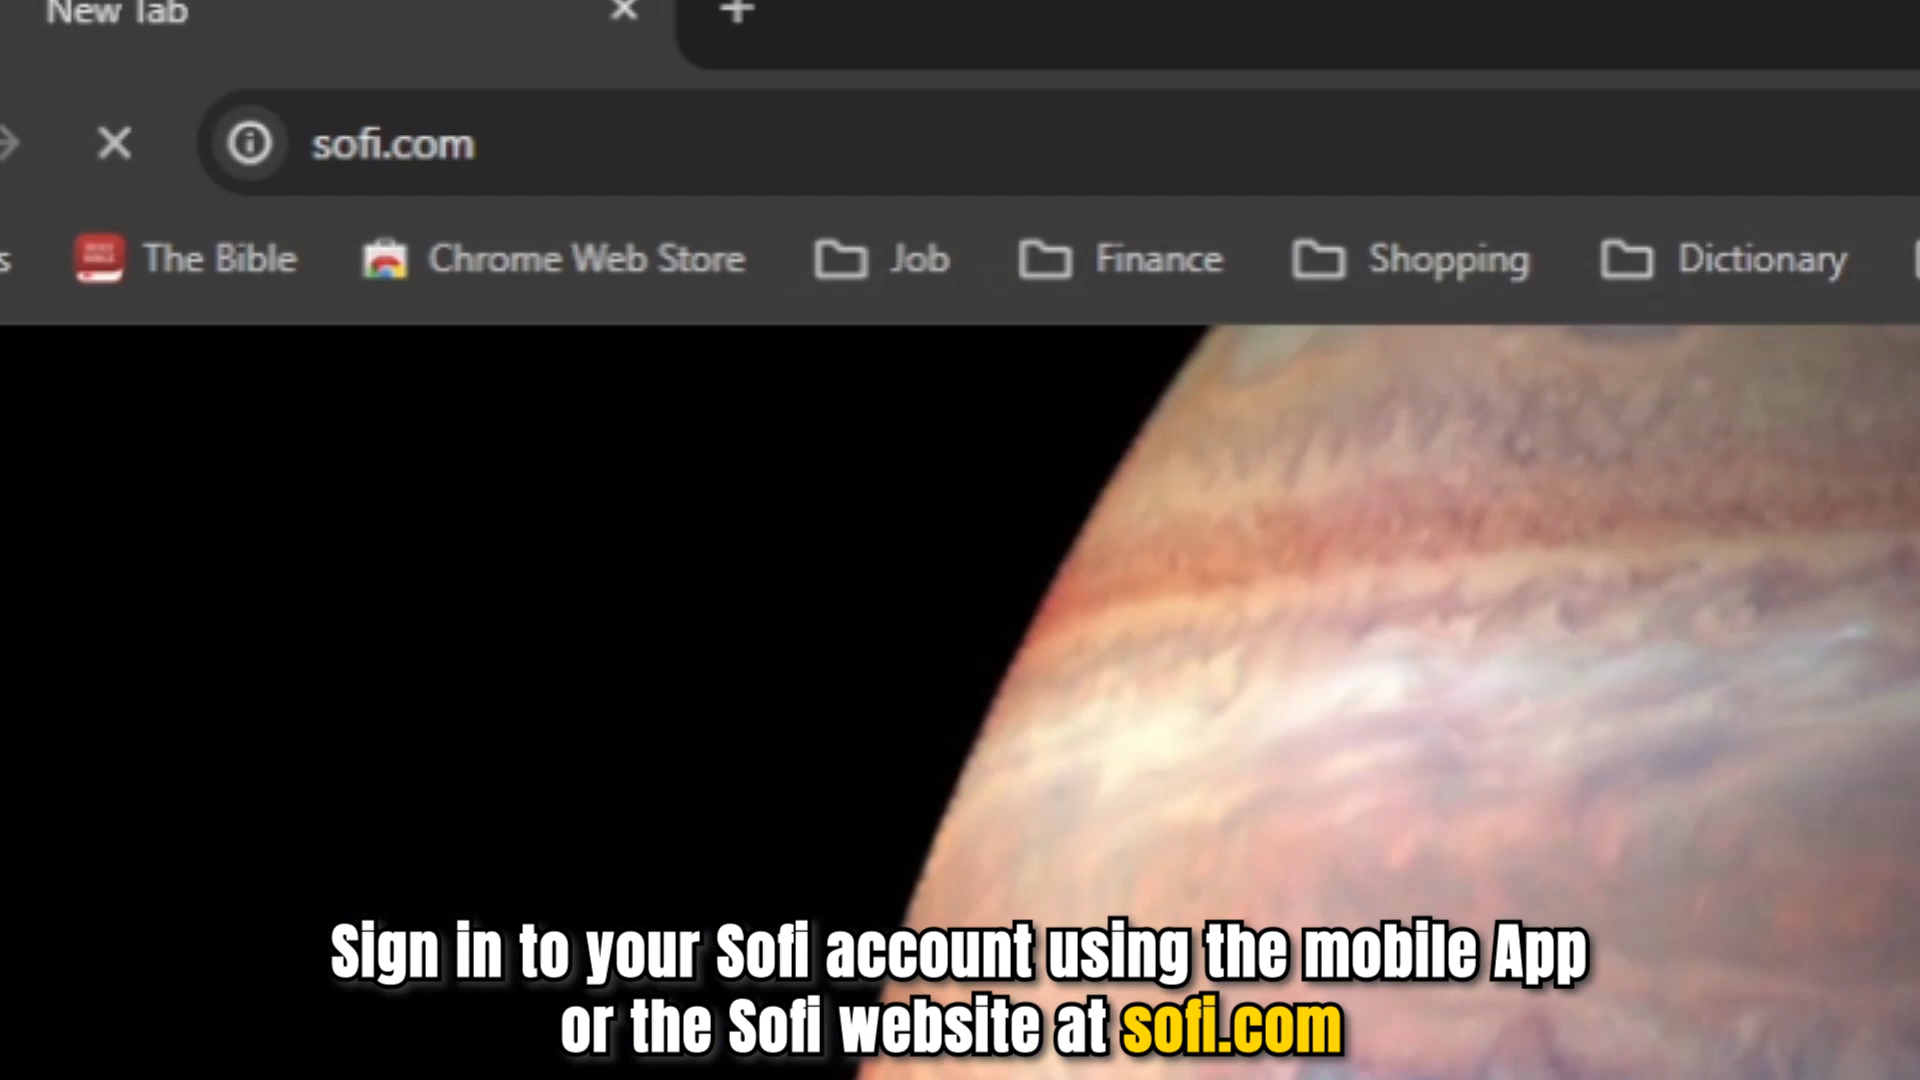 New Tab
sofi.com
s The Bible Chrome Web Store Job Finance Shopping Dictionary
Sign in to your Sofi account using the mobile App
or the Sofi website at sofi.com